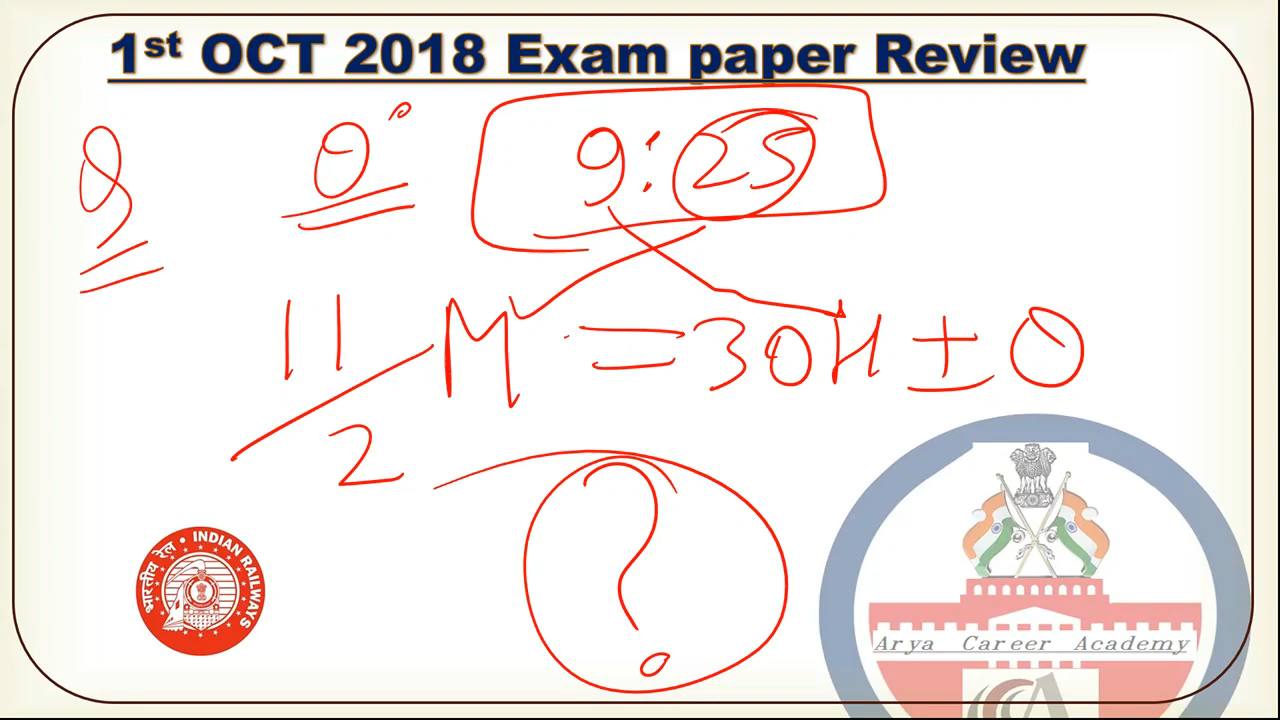 1st OCT 2018 Exam paper Review
Q θ° 9:25
11/2 M = 30H ± θ
?
भारतीय रेल • INDIAN RAILWAYS
Arya Career Academy